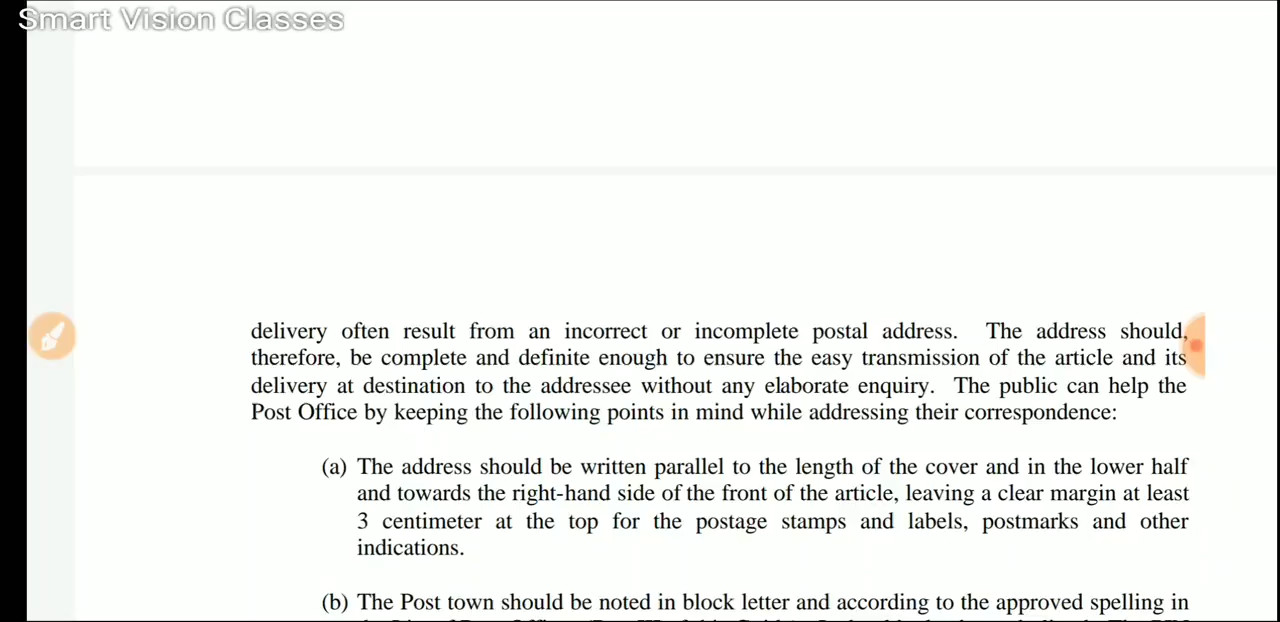 Smart Vision Classes
delivery often result from an incorrect or incomplete postal address. The address should,
therefore, be complete and definite enough to ensure the easy transmission of the article and its
delivery at destination to the addressee without any elaborate enquiry. The public can help the
Post Office by keeping the following points in mind while addressing their correspondence:
(a) The address should be written parallel to the length of the cover and in the lower half
and towards the right-hand side of the front of the article, leaving a clear margin at least
3 centimeter at the top for the postage stamps and labels, postmarks and other
indications.
(b) The Post town should be noted in block letter and according to the approved spelling in